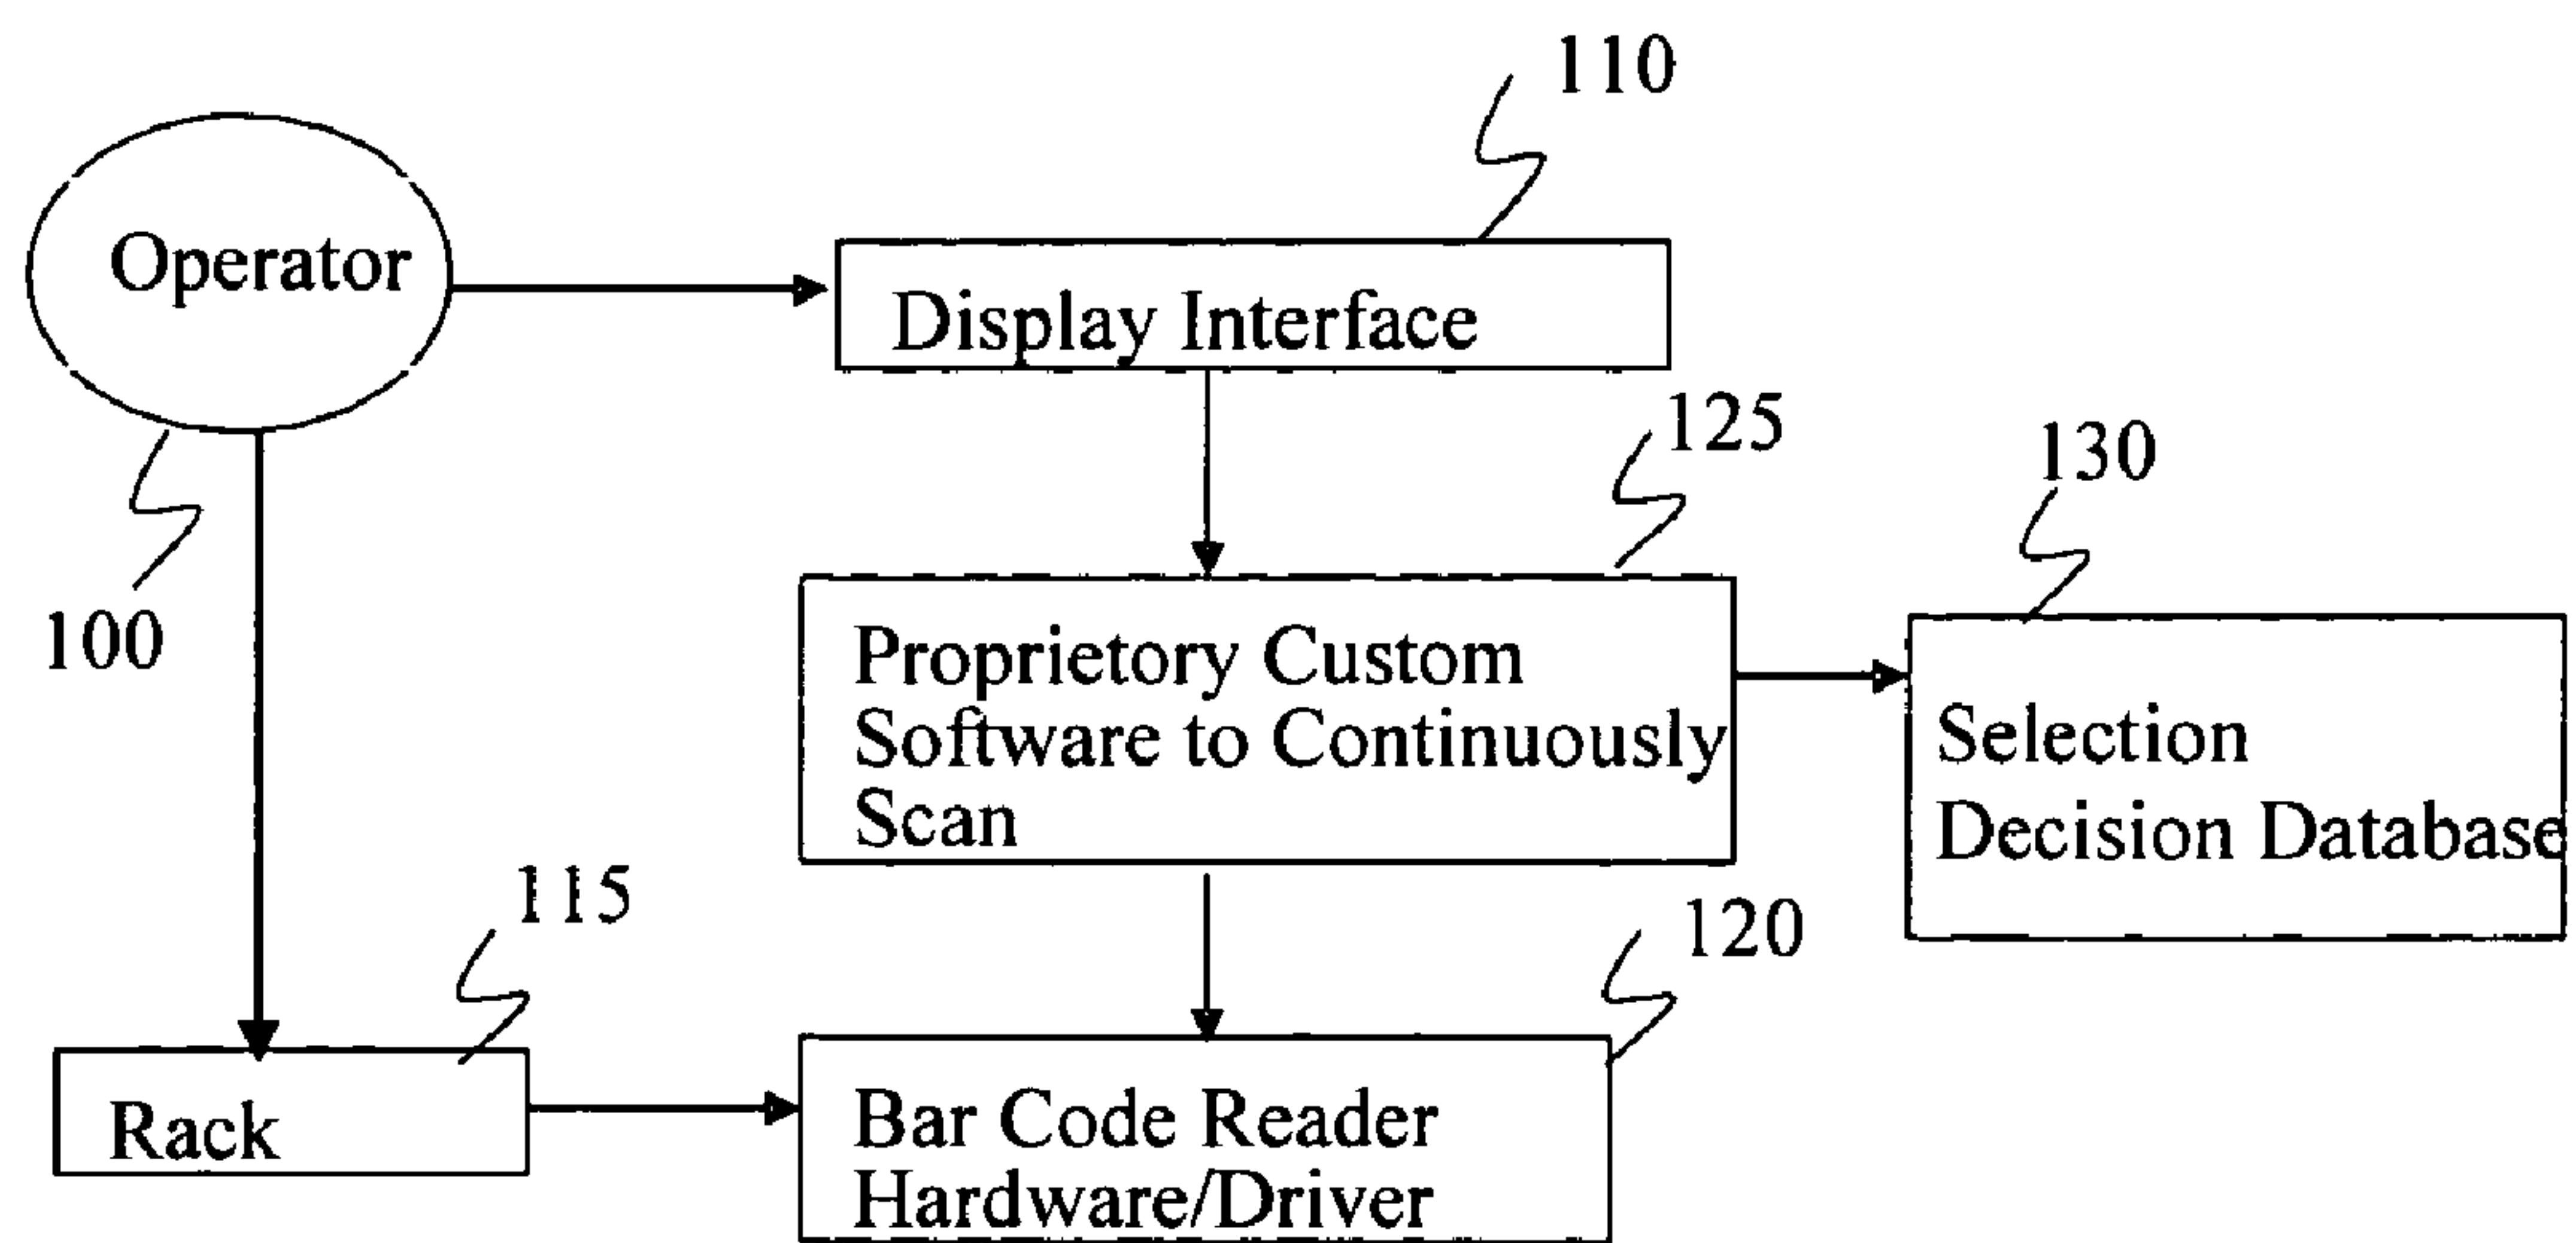 110
Operator
Display Interface
125
130
100
Proprietory Custom
Software to Continuously
Scan
Selection
Decision Database
115
120
Rack
Bar Code Reader
Hardware/Driver